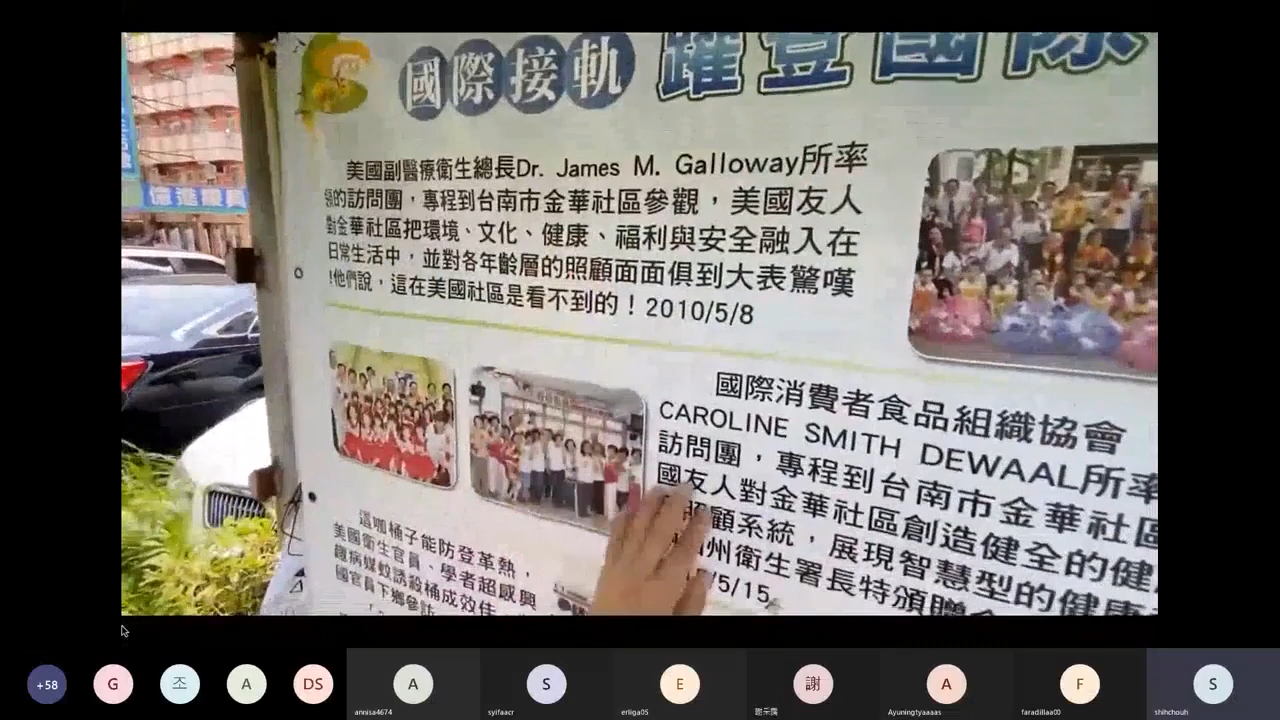 國際接軌 躍登國際
美國副醫療衛生總長Dr. James M. Galloway所率
領的訪問團，專程到台南市金華社區參觀，美國友人
對金華社區把環境、文化、健康、福利與安全融入在
日常生活中，並對各年齡層的照顧面面俱到大表驚嘆
!他們說，這在美國社區是看不到的！2010/5/8
國際消費者食品組織協會
CAROLINE SMITH DEWAAL所率
訪問團，專程到台南市金華社區
國友人對金華社區創造健全的健
照顧系統，展現智慧型的健康
州衛生署長特頒贈
/5/15
這咖桶子能防登革熱，
美國衛生官員、學者超感興
趣病媒蚊誘殺桶成效佳
國官員下鄉參訪
+58
G
조
A
DS
A
annisa4674
S
syifaacr
E
erliga05
謝
謝禾喬
A
Ayuningtyaaaas
F
faradillaa00
S
shihchouh